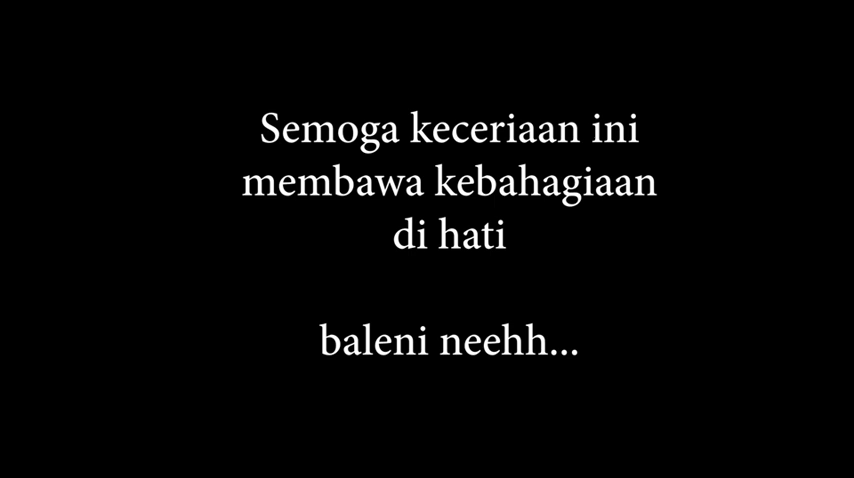 Semoga keceriaan ini
membawa kebahagiaan
di hati
baleni neehh...